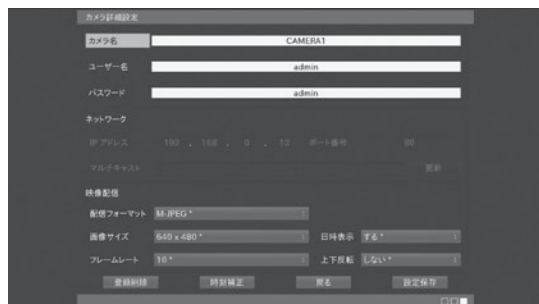 カメラ詳細設定
カメラ名 CAMERA1
ユーザー名 admin
パスワード admin
ネットワーク
IP アドレス 192 . 168 . 0 . 12 ポート番号 80
マルチキャスト 更新
映像配信
配信フォーマット M-JPEG *
画像サイズ 640 x 480 * 日時表示 する *
フレームレート 10 * 上下反転 しない *
登録削除 時刻補正 戻る 設定保存